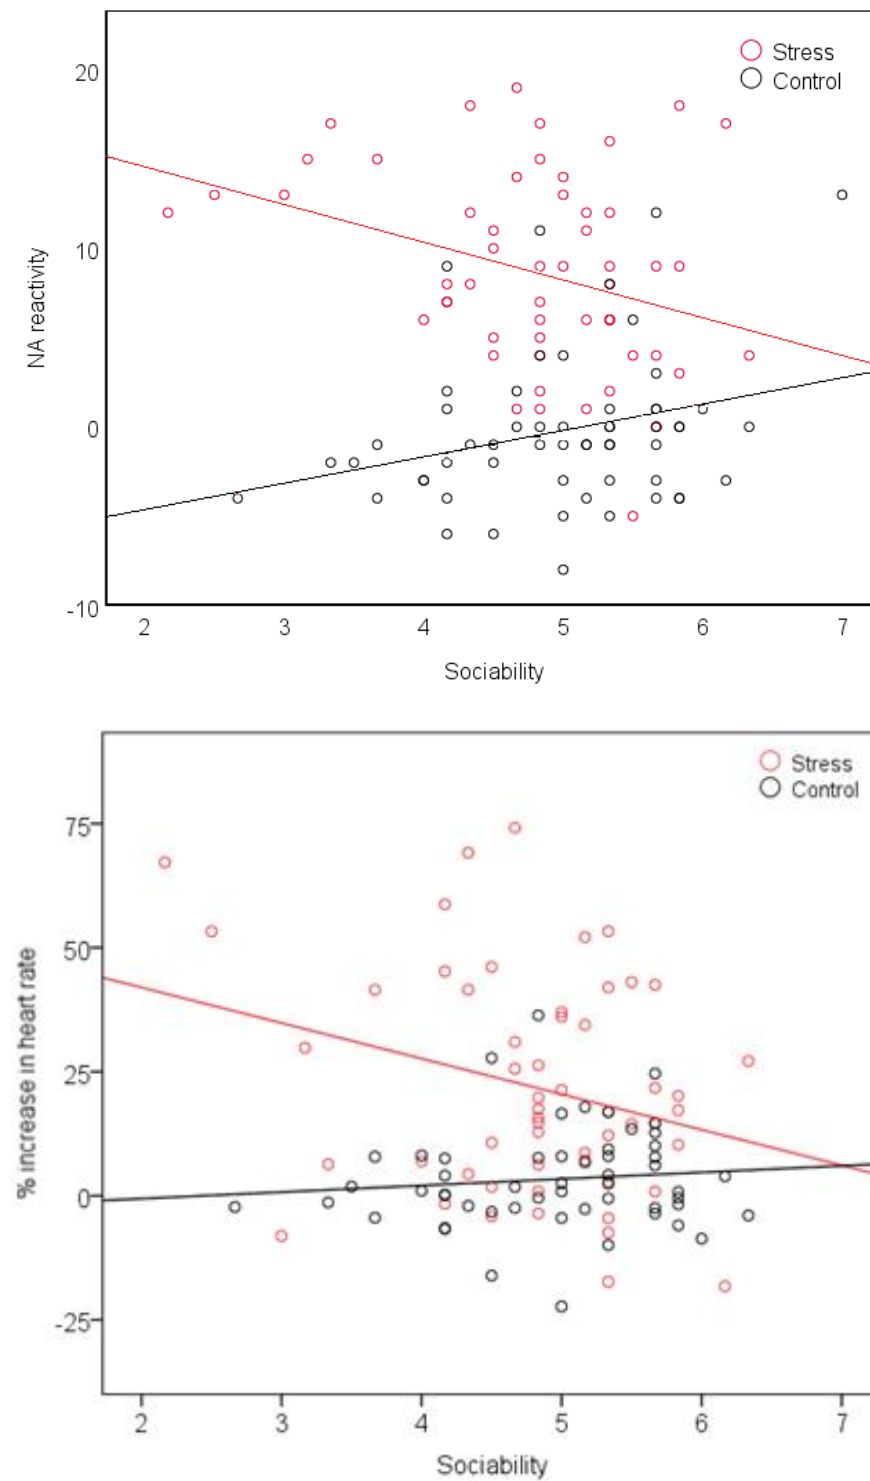 Stress
Control
20
10
0
-10
NA reactivity
2 3 4 5 6 7
Sociability
Stress
Control
75
50
25
0
-25
% increase in heart rate
2 3 4 5 6 7
Sociability